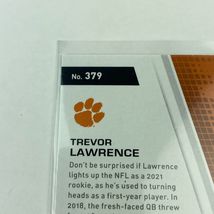 No. 379
TREVOR
LAWRENCE
Don't be surprised if Lawrence
lights up the NFL as a 2021
rookie, as he's used to turning
heads as a first-year player. In
2018, the fresh-faced QB threw